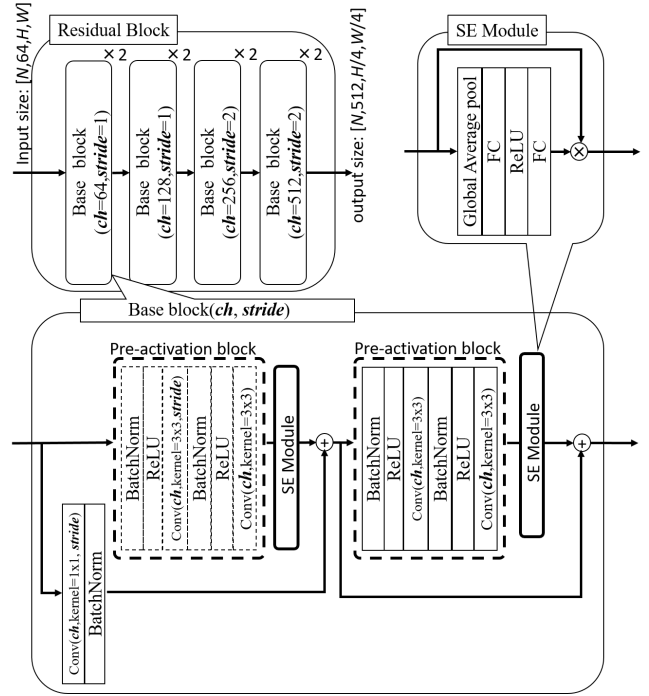 Input size: [N,64,H,W]
Residual Block
×2
×2
×2
×2
Base block
(ch=64,stride=1)
Base block
(ch=128,stride=1)
Base block
(ch=256,stride=2)
Base block
(ch=512,stride=2)
output size: [N,512,H/4,W/4]
SE Module
Global Average pool
FC
ReLU
FC
×
Base block(ch, stride)
Pre-activation block
BatchNorm
ReLU
Conv(ch,kernel=3x3,stride)
BatchNorm
ReLU
Conv(ch,kernel=3x3)
SE Module
+
Pre-activation block
BatchNorm
ReLU
Conv(ch,kernel=3x3)
BatchNorm
ReLU
Conv(ch,kernel=3x3)
SE Module
+
Conv(ch,kernel=1x1, stride)
BatchNorm